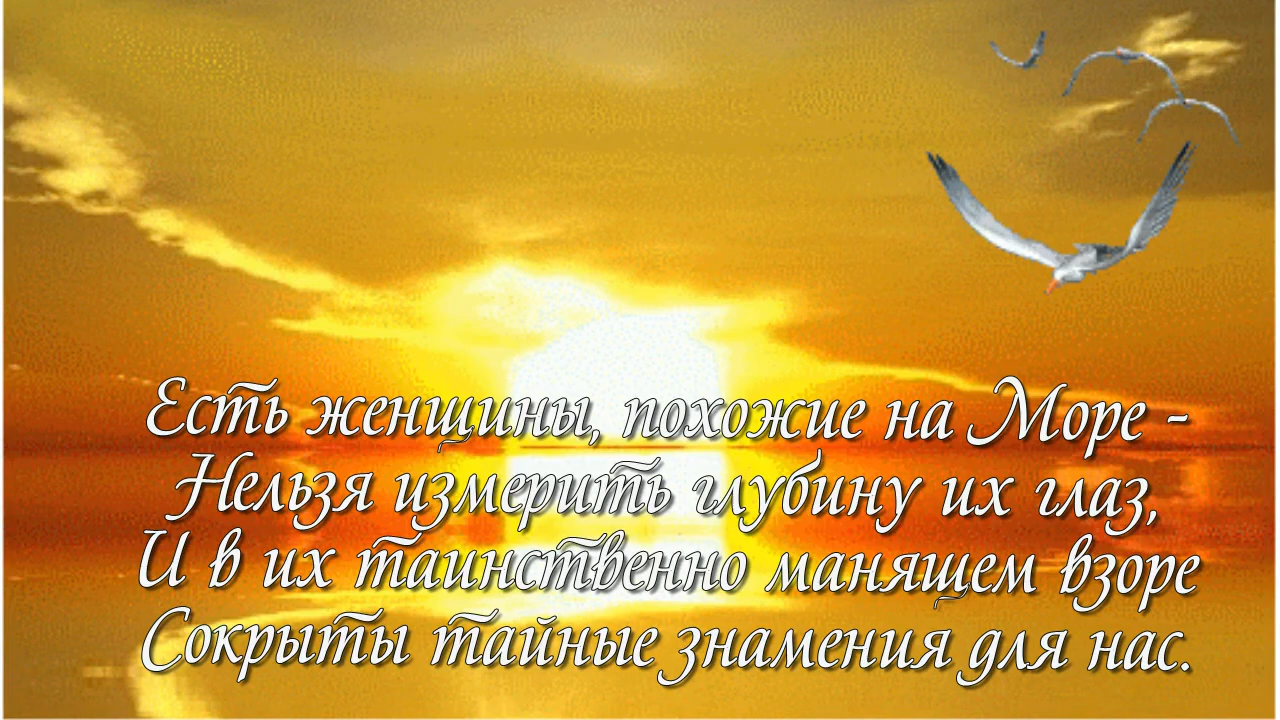 Есть женщины, похожие на Море -
Нельзя измерить глубину их глаз,
И в их таинственно манящем взоре
Сокрыты тайные знамения для нас.